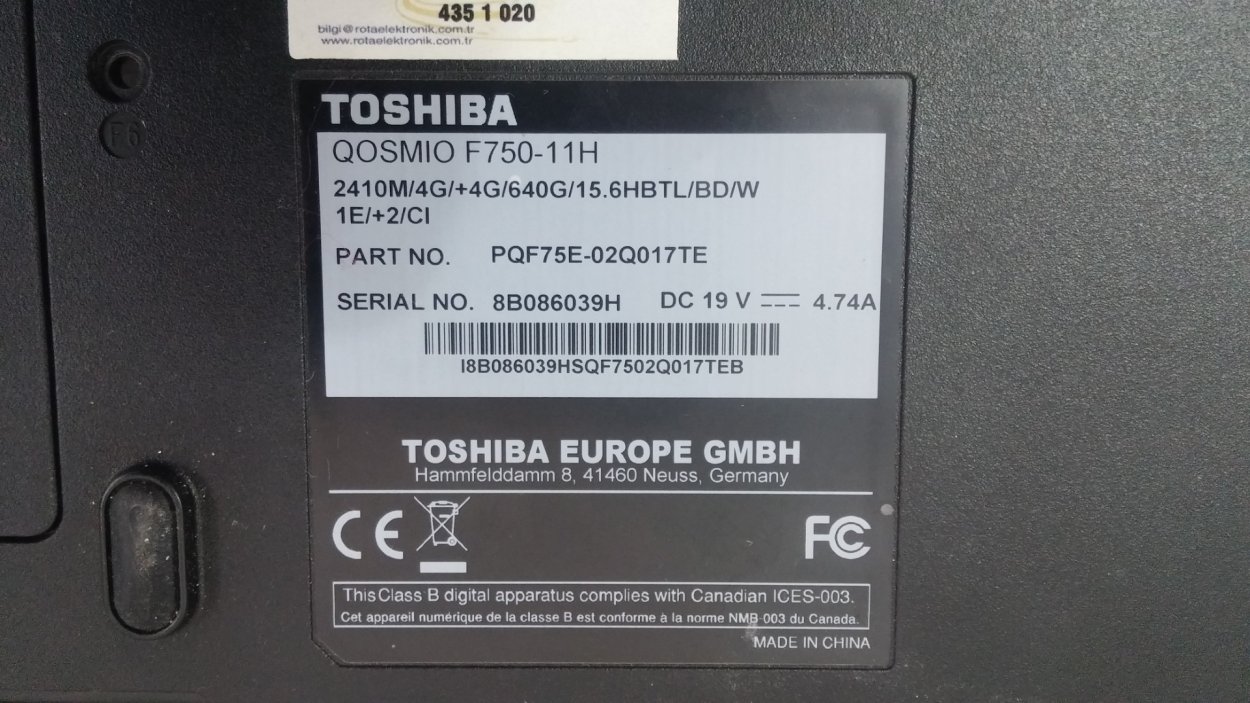 435 1 020
bilgi@rotaelektronik.com.tr
www.rotaelektronik.com.tr
F6
TOSHIBA
QOSMIO F750-11H
2410M/4G/+4G/640G/15.6HBTL/BD/W
1E/+2/CI
PART NO. PQF75E-02Q017TE
SERIAL NO. 8B086039H DC 19 V 4.74A
I8B086039HSQF7502Q017TEB
TOSHIBA EUROPE GMBH
Hammfelddamm 8, 41460 Neuss, Germany
CE FC
This Class B digital apparatus complies with Canadian ICES-003.
Cet appareil numérique de la classe B est conforme à la norme NMB-003 du Canada.
MADE IN CHINA